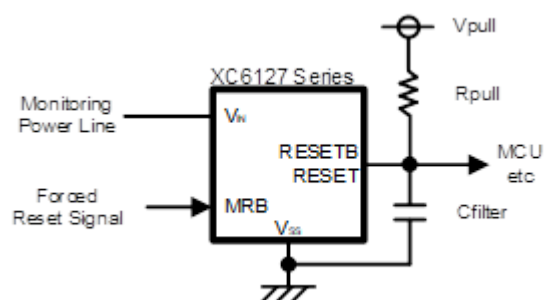 Vpull
XC6127 Series
Rpull
Monitoring
Power Line
VIN
RESETB
RESET
MCU
etc
Forced
Reset Signal
MRB
Cfilter
VSS